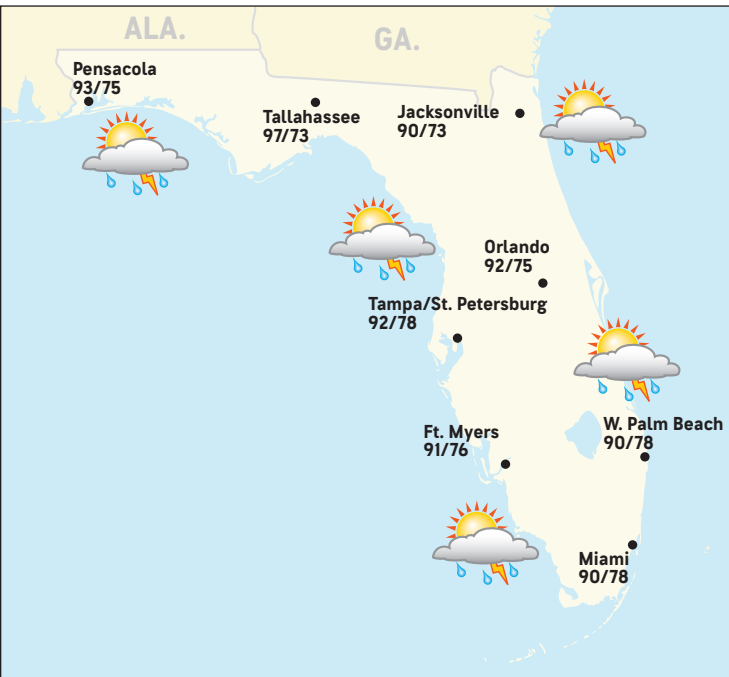 ALA.
GA.
Pensacola
93/75
Tallahassee
97/73
Jacksonville
90/73
Orlando
92/75
Tampa/St. Petersburg
92/78
Ft. Myers
91/76
W. Palm Beach
90/78
Miami
90/78